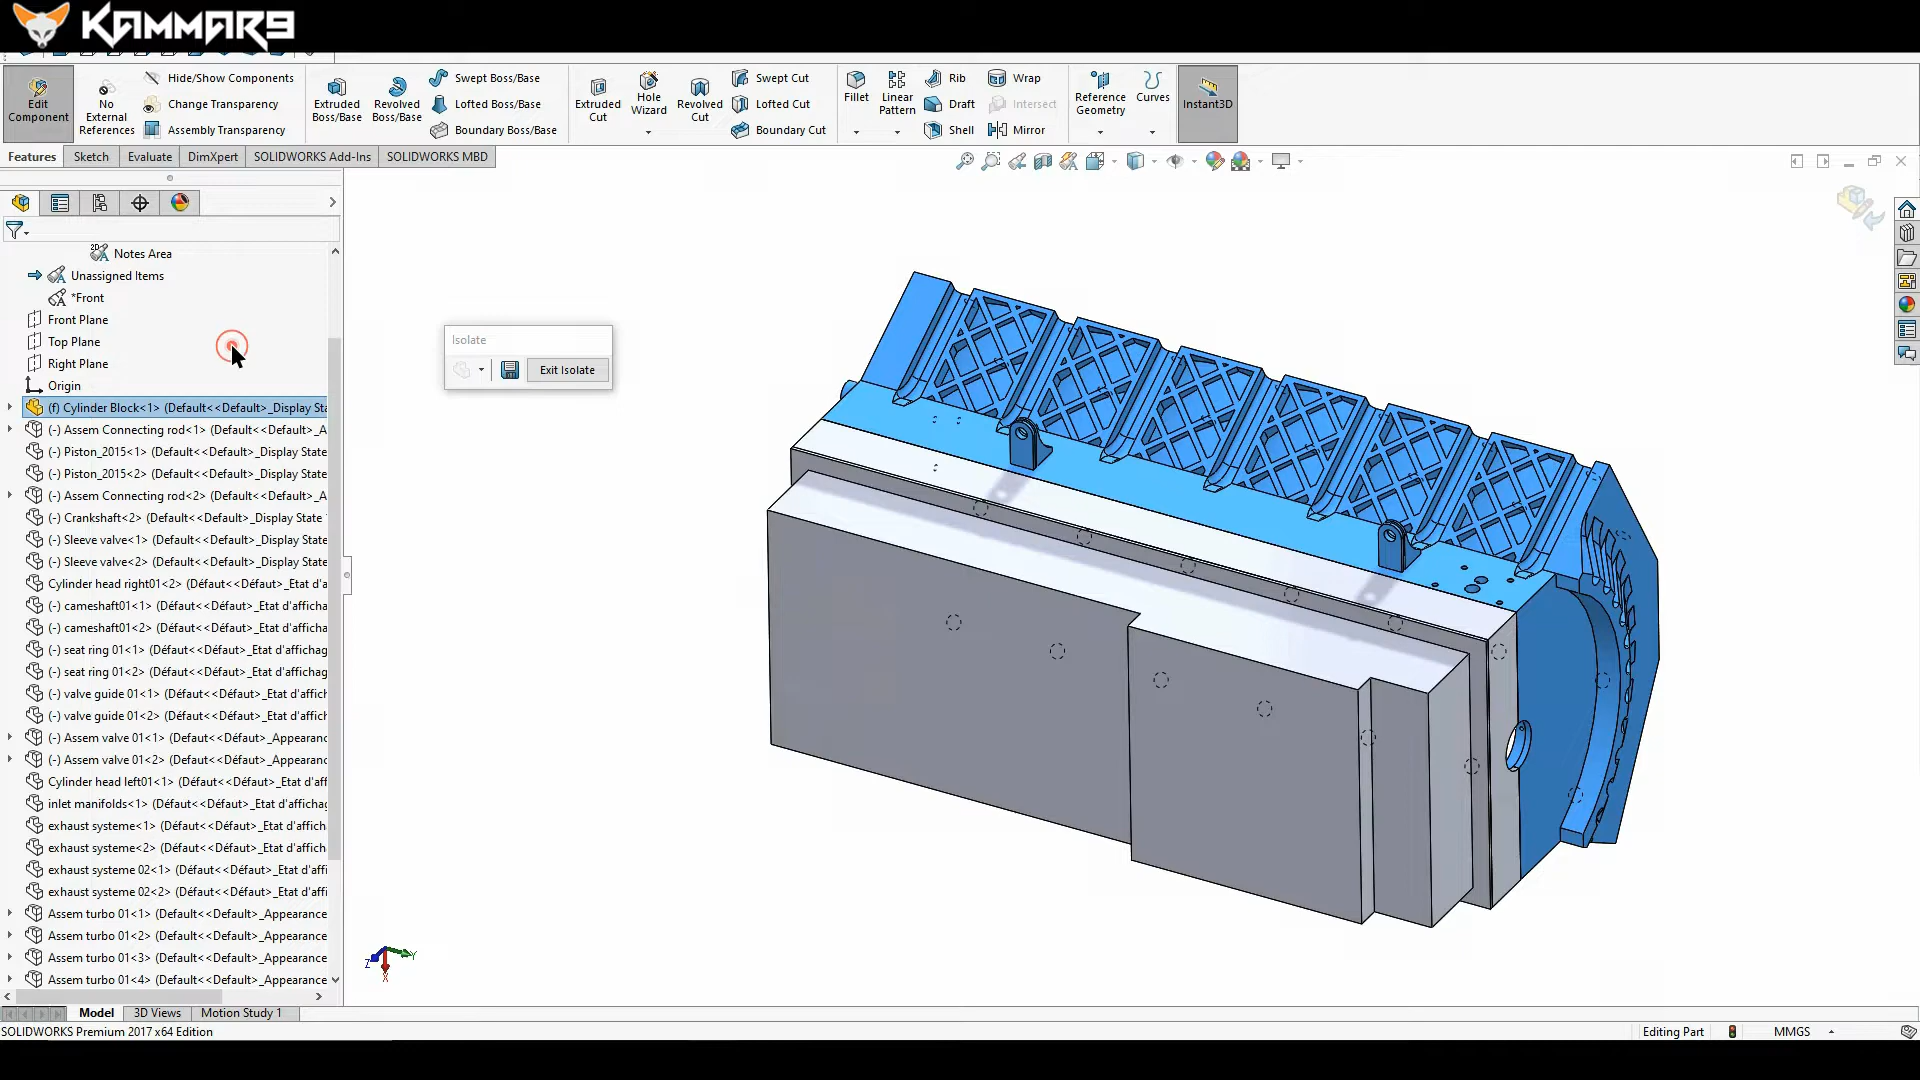 KAMMAR9
Edit Component
No External References
Hide/Show Components
Change Transparency
Assembly Transparency
Extruded Boss/Base
Revolved Boss/Base
Swept Boss/Base
Lofted Boss/Base
Boundary Boss/Base
Extruded Cut
Hole Wizard
Revolved Cut
Swept Cut
Lofted Cut
Boundary Cut
Fillet
Linear Pattern
Rib
Draft
Shell
Wrap
Intersect
Mirror
Reference Geometry
Curves
Instant3D
Features Sketch Evaluate DimXpert SOLIDWORKS Add-Ins SOLIDWORKS MBD
Notes Area
Unassigned Items
*Front
Front Plane
Top Plane
Right Plane
Origin
(f) Cylinder Block<1> (Default<<Default>_Display Sta
(-) Assem Connecting rod<1> (Default<<Default>_A
(-) Piston_2015<1> (Default<<Default>_Display State
(-) Piston_2015<2> (Default<<Default>_Display State
(-) Assem Connecting rod<2> (Default<<Default>_A
(-) Crankshaft<2> (Default<<Default>_Display State
(-) Sleeve valve<1> (Default<<Default>_Display State
(-) Sleeve valve<2> (Default<<Default>_Display State
Cylinder head right01<2> (Défaut<<Défaut>_Etat d'a
(-) cameshaft01<1> (Défaut<<Défaut>_Etat d'afficha
(-) cameshaft01<2> (Défaut<<Défaut>_Etat d'afficha
(-) seat ring 01<1> (Défaut<<Défaut>_Etat d'affichag
(-) seat ring 01<2> (Défaut<<Défaut>_Etat d'affichag
(-) valve guide 01<1> (Défaut<<Défaut>_Etat d'affich
(-) valve guide 01<2> (Défaut<<Défaut>_Etat d'affich
(-) Assem valve 01<1> (Defaut<<Défaut>_Appearanc
(-) Assem valve 01<2> (Defaut<<Défaut>_Appearanc
Cylinder head left01<1> (Défaut<<Défaut>_Etat d'aff
inlet manifolds<1> (Défaut<<Défaut>_Etat d'affichag
exhaust systeme<1> (Défaut<<Défaut>_Etat d'affich
exhaust systeme<2> (Défaut<<Défaut>_Etat d'affich
exhaust systeme 02<1> (Défaut<<Défaut>_Etat d'affi
exhaust systeme 02<2> (Défaut<<Défaut>_Etat d'affi
Assem turbo 01<1> (Default<<Default>_Appearance
Assem turbo 01<2> (Default<<Default>_Appearance
Assem turbo 01<3> (Default<<Default>_Appearance
Assem turbo 01<4> (Default<<Default>_Appearance
Isolate
Exit Isolate
Z
Y
X
Model 3D Views Motion Study 1
SOLIDWORKS Premium 2017 x64 Edition
Editing Part
MMGS